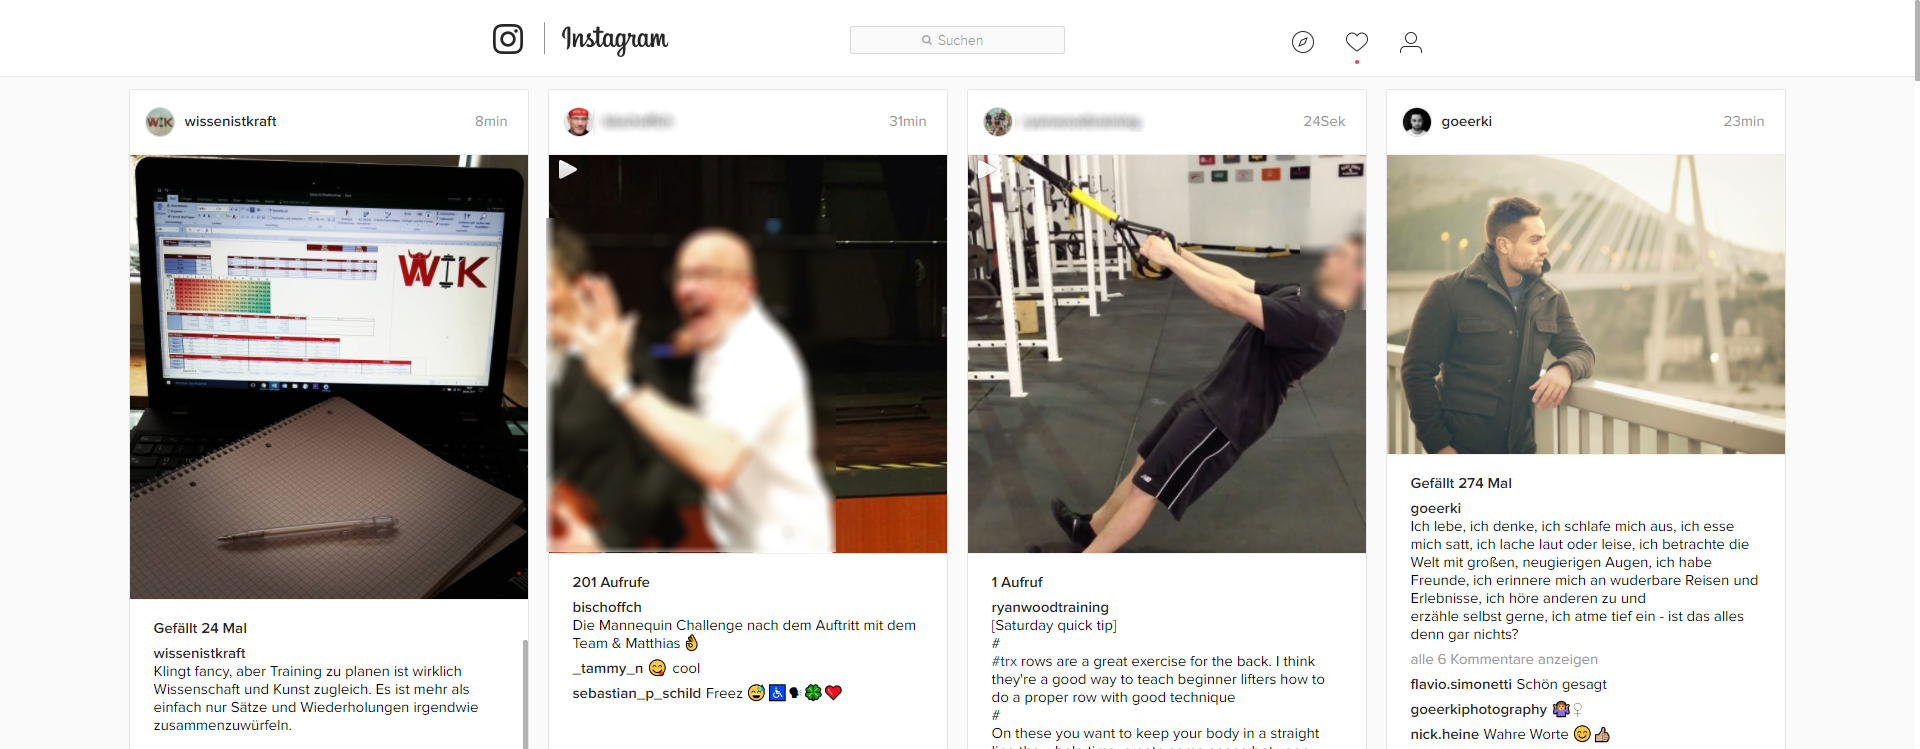 Instagram
Suchen
wissenistkraft
8min
WIK
Gefällt 24 Mal
wissenistkraft
Klingt fancy, aber Training zu planen ist wirklich
Wissenschaft und Kunst zugleich. Es ist mehr als
einfach nur Sätze und Wiederholungen irgendwie
zusammenzuwürfeln.
31min
201 Aufrufe
bischoffch
Die Mannequin Challenge nach dem Auftritt mit dem
Team & Matthias 👌
_tammy_n 😋 cool
sebastian_p_schild Freez 😅♿🗣🍀❤
24Sek
1 Aufruf
ryanwoodtraining
[Saturday quick tip]
#
#trx rows are a great exercise for the back. I think
they're a good way to teach beginner lifters how to
do a proper row with good technique
#
On these you want to keep your body in a straight
goeerki
23min
Gefällt 274 Mal
goeerki
Ich lebe, ich denke, ich schlafe mich aus, ich esse
mich satt, ich lache laut oder leise, ich betrachte die
Welt mit großen, neugierigen Augen, ich habe
Freunde, ich erinnere mich an wuderbare Reisen und
Erlebnisse, ich höre anderen zu und
erzähle selbst gerne, ich atme tief ein - ist das alles
denn gar nichts?
alle 6 Kommentare anzeigen
flavio.simonetti Schön gesagt
goeerkiphotography 🤷♀
nick.heine Wahre Worte 😊👍